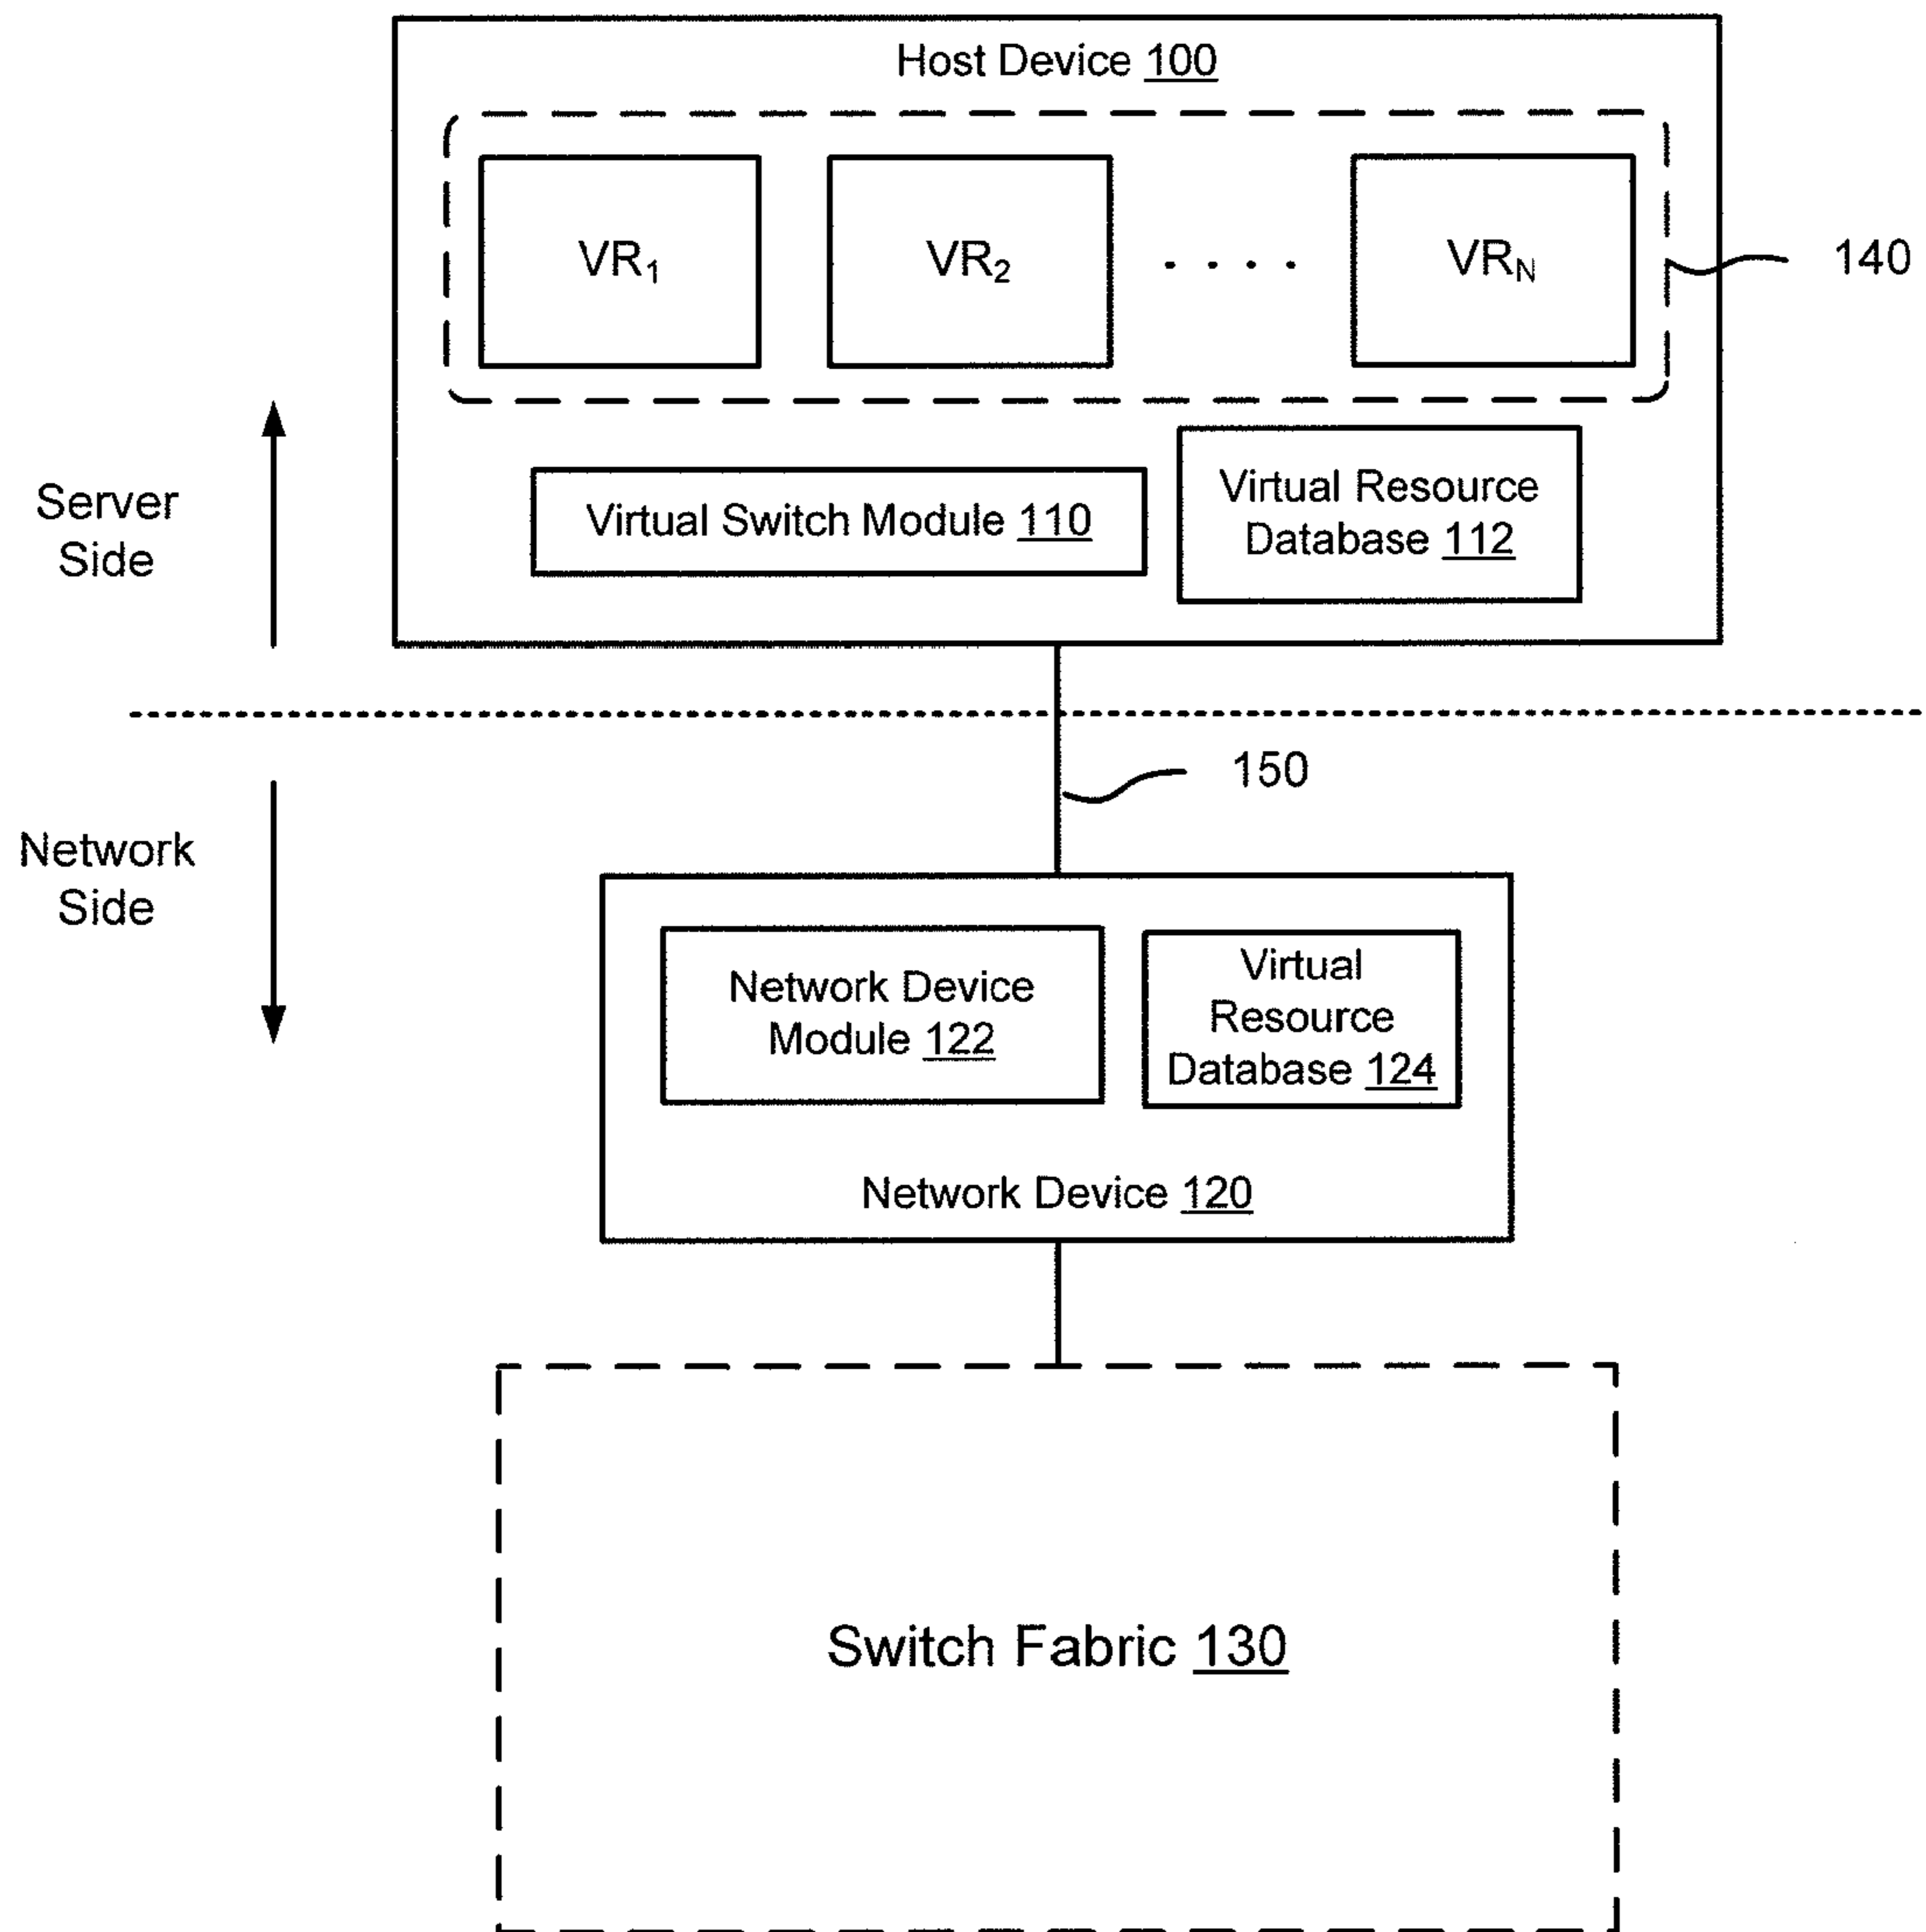 Host Device 100
VR1
VR2
. . . .
VRN
140
Server
Side
Virtual Switch Module 110
Virtual Resource
Database 112
150
Network
Side
Network Device
Module 122
Virtual
Resource
Database 124
Network Device 120
Switch Fabric 130